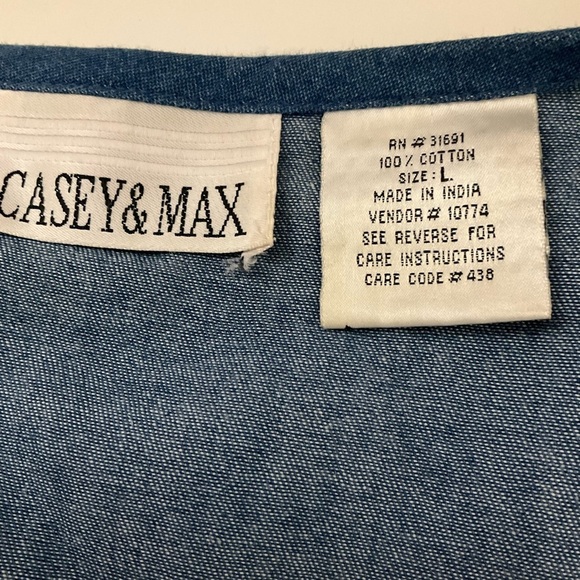 CASEY & MAX
RN # 31691
100% COTTON
SIZE: L.
MADE IN INDIA
VENDOR # 10774
SEE REVERSE FOR
CARE INSTRUCTIONS
CARE CODE # 438